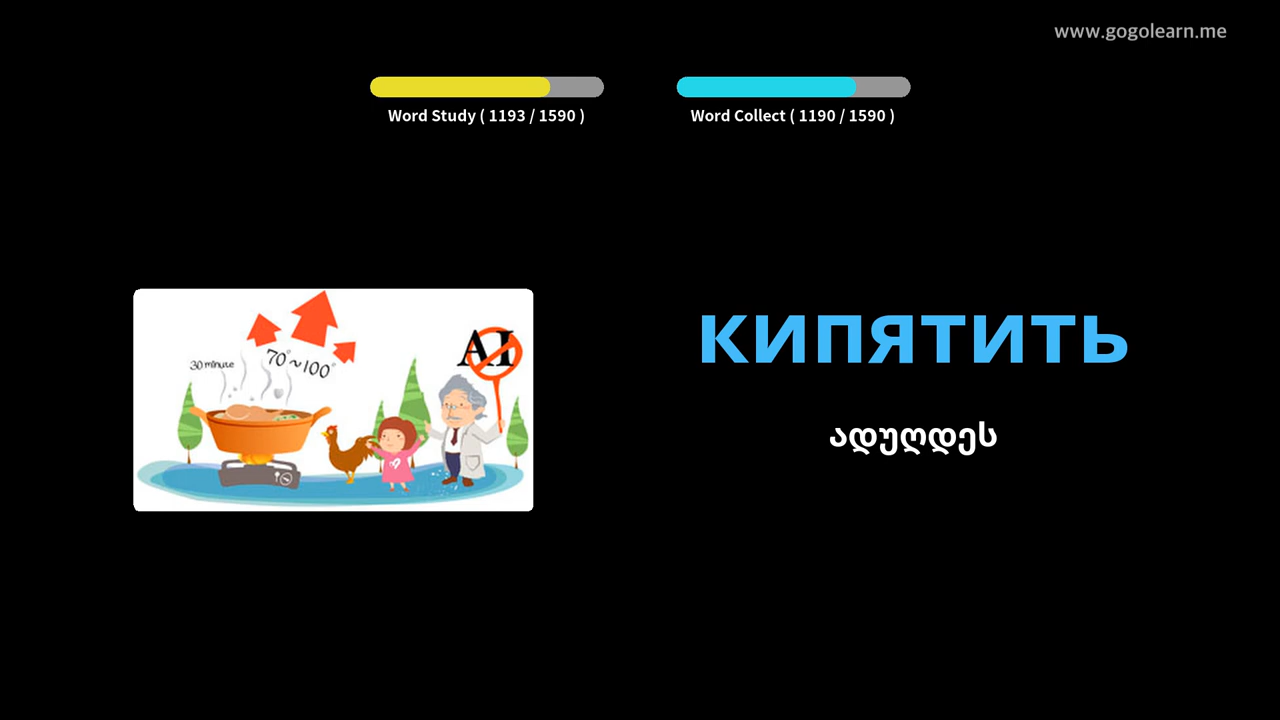 www.gogolearn.me
Word Study ( 1193 / 1590 )
Word Collect ( 1190 / 1590 )
30 minute
70°~100°
AI
кипятить
ადუღდეს